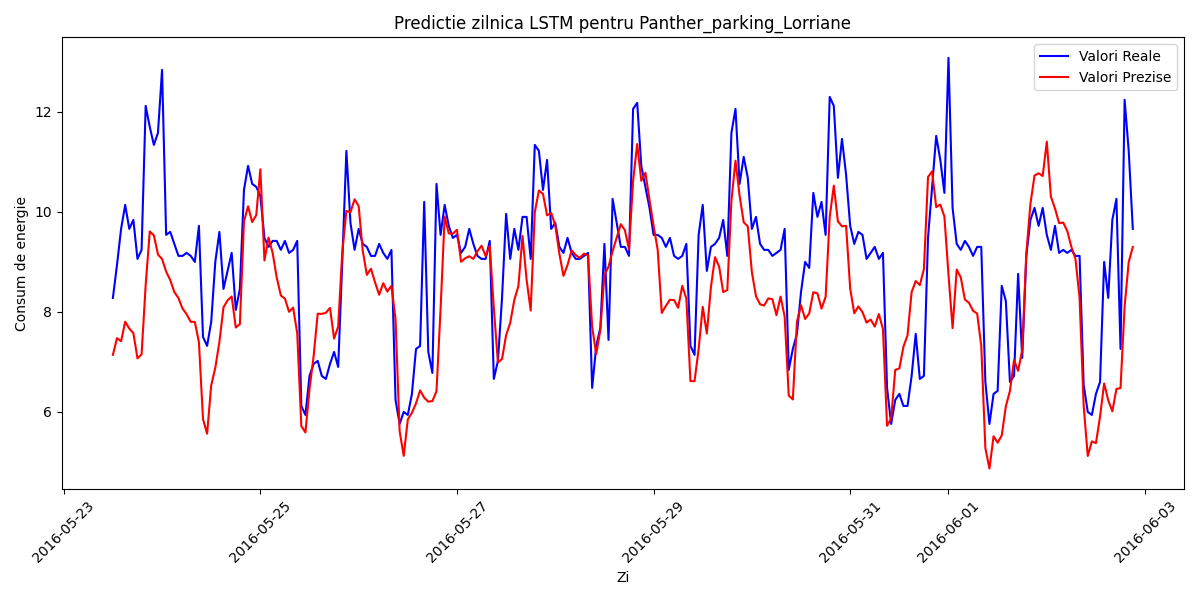 Predictie zilnica LSTM pentru Panther_parking_Lorriane
Valori Reale
Valori Prezise
Consum de energie
12
10
8
6
2016-05-23
2016-05-25
2016-05-27
2016-05-29
2016-05-31
2016-06-01
2016-06-03
Zi